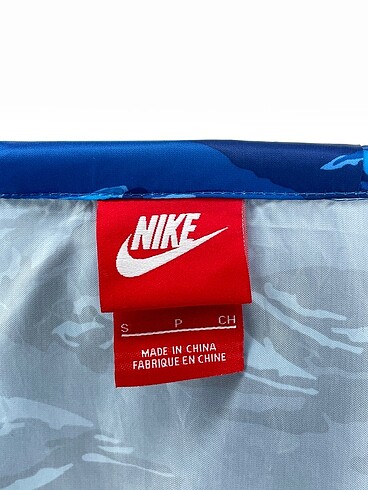 NIKE
S P CH
MADE IN CHINA
FABRIQUE EN CHINE